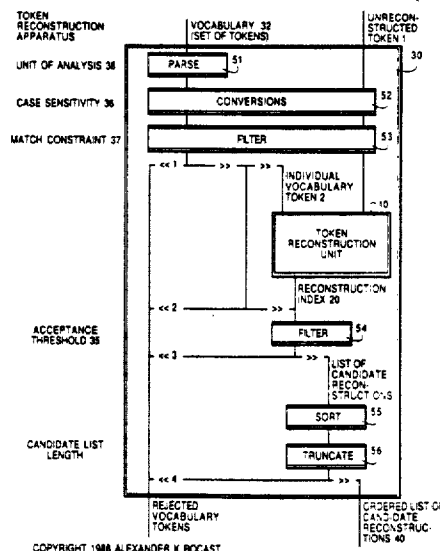 TOKEN
RECONSTRUCTION
APPARATUS
VOCABULARY 32
(SET OF TOKENS)
UNRECON-
STRUCTED
TOKEN 1
30
UNIT OF ANALYSIS 38
PARSE
51
CASE SENSITIVITY 36
CONVERSIONS
52
MATCH CONSTRAINT 37
FILTER
53
<< 1
>>
>>
INDIVIDUAL
VOCABULARY
TOKEN 2
10
TOKEN
RECONSTRUCTION
UNIT
RECONSTRUCTION
INDEX 20
<< 2
>>
ACCEPTANCE
THRESHOLD 35
FILTER
54
<< 3
>>
LIST OF
CANDIDATE
RECON-
STRUCTIONS
SORT
55
CANDIDATE LIST
LENGTH
TRUNCATE
56
<< 4
>>
REJECTED
VOCABULARY
TOKENS
ORDERED LIST OF
CANDIDATE
RECONSTRUC-
TIONS 40
COPYRIGHT 1988 ALEXANDER K BOCAST